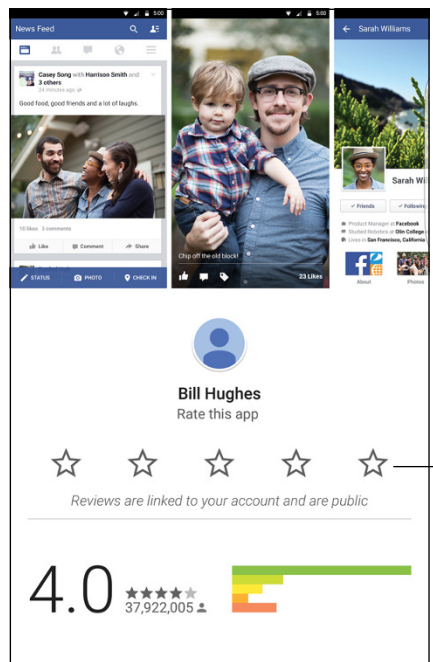 5:00
News Feed
Casey Song with Harrison Smith and
3 others
24 minutes ago
Good food, good friends and a lot of laughs.
10 likes 3 comments
Like Comment Share
STATUS PHOTO CHECK IN
5:00
Chip off the old block!
23 Likes
5:00
Sarah Williams
Sarah Wil
Friends Following
Product Manager at Facebook
Studied Robotics at Olin College
Lives in San Francisco, California
About Photos
Bill Hughes
Rate this app
Reviews are linked to your account and are public
4.0
37,922,005